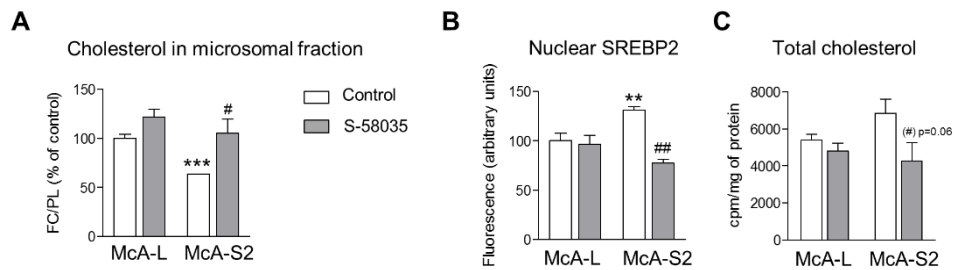 A
Cholesterol in microsomal fraction
FC/PL (% of control)
150
100
50
0
***
#
McA-L
McA-S2
Control
S-58035
B
Nuclear SREBP2
Fluorescence (arbitrary units)
150
100
50
0
**
##
McA-L
McA-S2
C
Total cholesterol
cpm/mg of protein
8000
6000
4000
2000
0
(#) p=0.06
McA-L
McA-S2